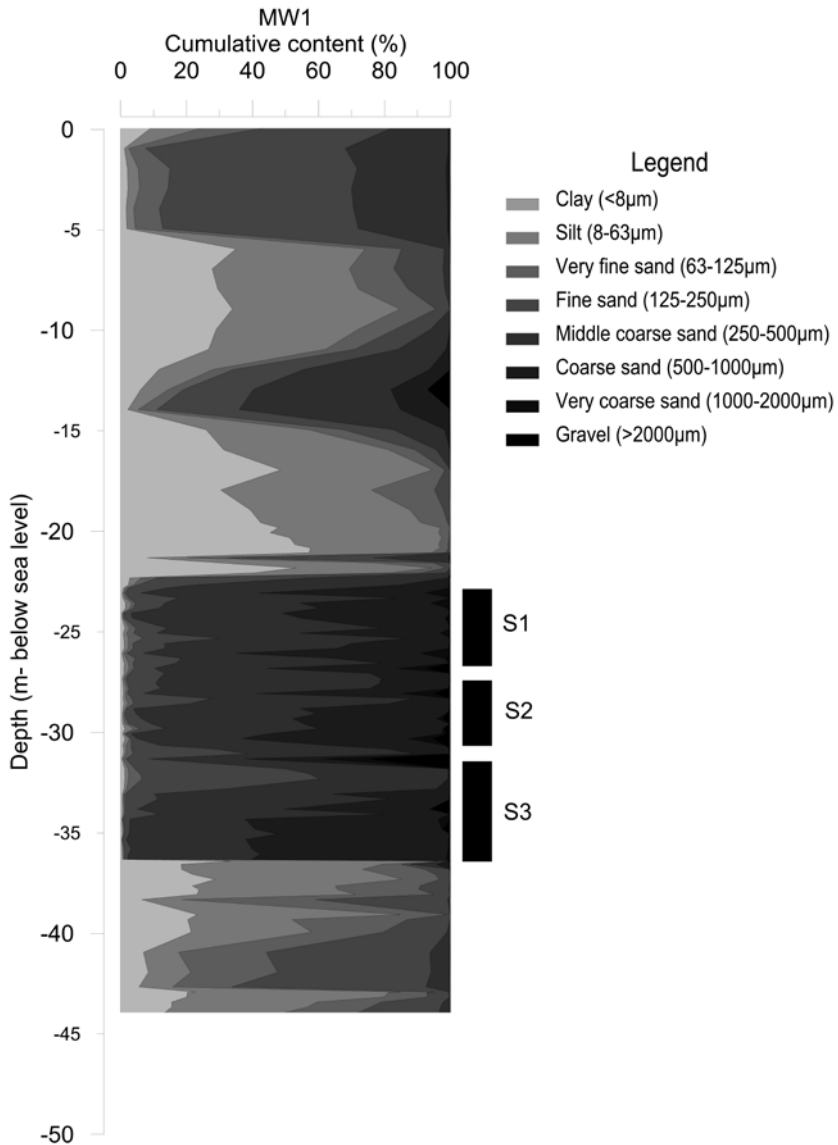 MW1
Cumulative content (%)
0 20 40 60 80 100
0
-5
-10
-15
-20
-25
-30
-35
-40
-45
-50
Depth (m- below sea level)
S1
S2
S3
Legend
Clay (<8µm)
Silt (8-63µm)
Very fine sand (63-125µm)
Fine sand (125-250µm)
Middle coarse sand (250-500µm)
Coarse sand (500-1000µm)
Very coarse sand (1000-2000µm)
Gravel (>2000µm)